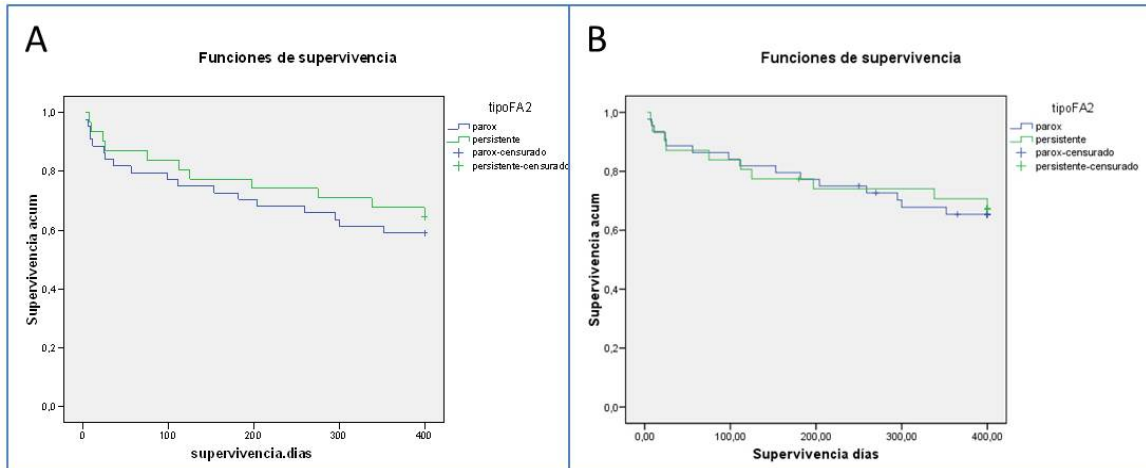 A
Funciones de supervivencia
tipoFA2
parox
persistente
parox-censurado
persistente-censurado
1,0
0,8
0,6
0,4
0,2
0,0
Supervivencia acum
0
100
200
300
400
supervivencia.dias
B
Funciones de supervivencia
tipoFA2
parox
persistente
parox-censurado
persistente-censurado
1,0
0,8
0,6
0,4
0,2
0,0
Supervivencia acum
0,00
100,00
200,00
300,00
400,00
Supervivencia días